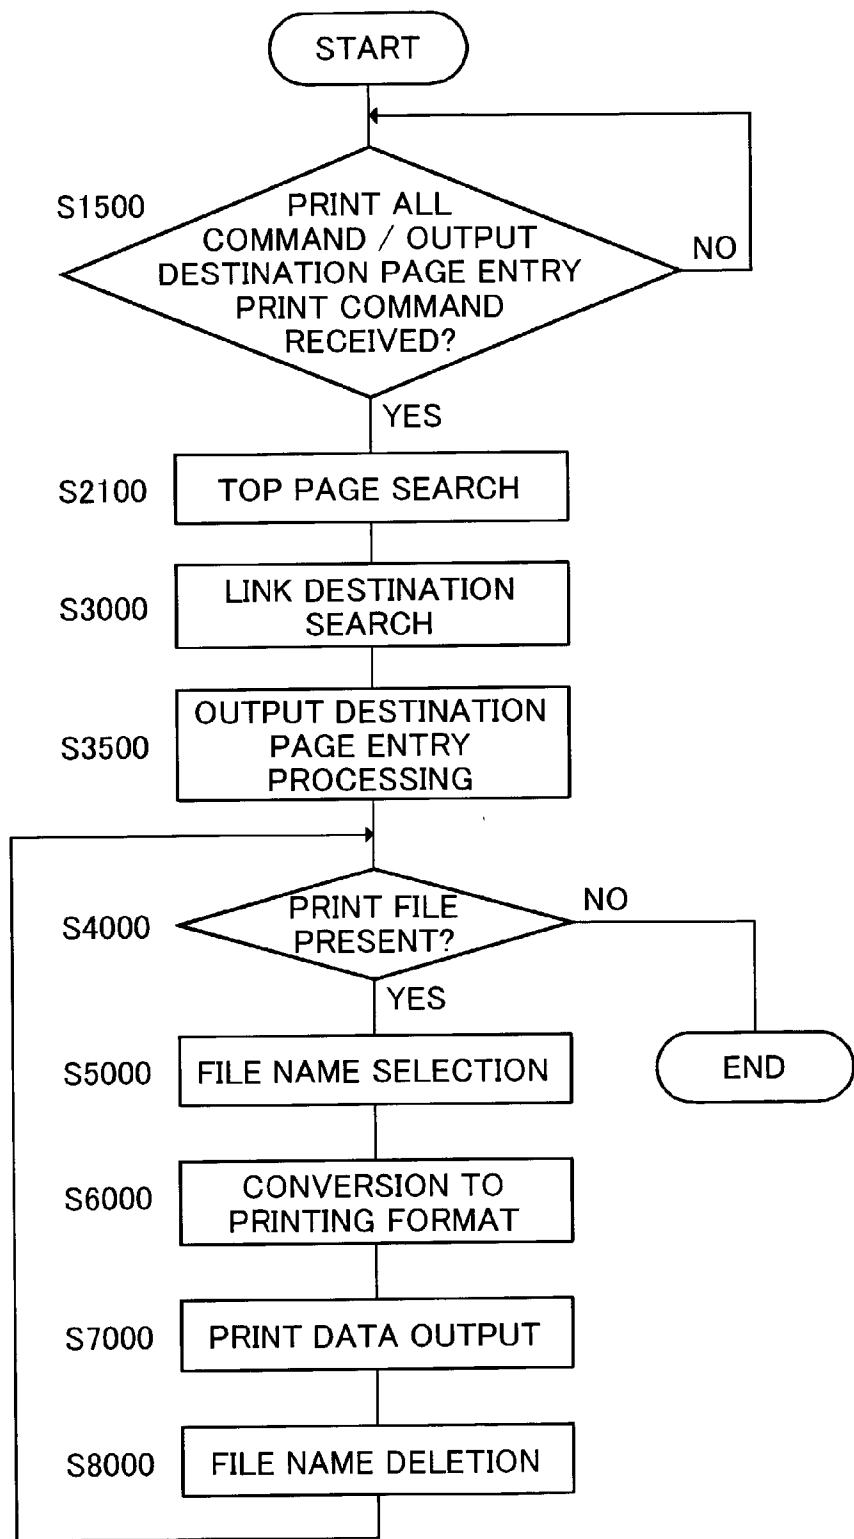 START
S1500
PRINT ALL
COMMAND / OUTPUT
DESTINATION PAGE ENTRY
PRINT COMMAND
RECEIVED?
NO
YES
S2100
TOP PAGE SEARCH
S3000
LINK DESTINATION
SEARCH
S3500
OUTPUT DESTINATION
PAGE ENTRY
PROCESSING
S4000
PRINT FILE
PRESENT?
NO
YES
S5000
FILE NAME SELECTION
END
S6000
CONVERSION TO
PRINTING FORMAT
S7000
PRINT DATA OUTPUT
S8000
FILE NAME DELETION